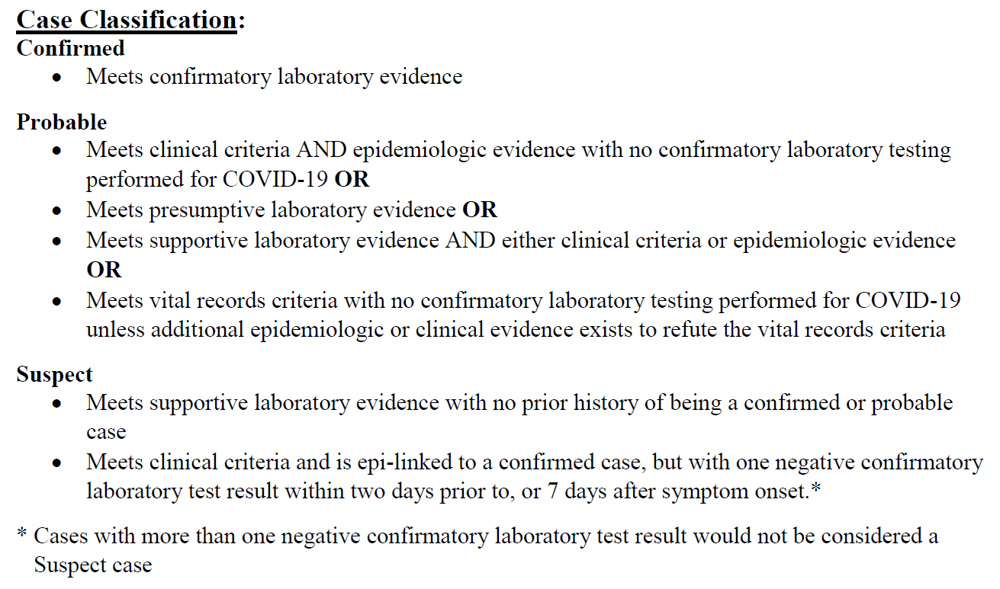 Case Classification:
Confirmed
• Meets confirmatory laboratory evidence
Probable
• Meets clinical criteria AND epidemiologic evidence with no confirmatory laboratory testing
performed for COVID-19 OR
• Meets presumptive laboratory evidence OR
• Meets supportive laboratory evidence AND either clinical criteria or epidemiologic evidence
OR
• Meets vital records criteria with no confirmatory laboratory testing performed for COVID-19
unless additional epidemiologic or clinical evidence exists to refute the vital records criteria
Suspect
• Meets supportive laboratory evidence with no prior history of being a confirmed or probable
case
• Meets clinical criteria and is epi-linked to a confirmed case, but with one negative confirmatory
laboratory test result within two days prior to, or 7 days after symptom onset.*
* Cases with more than one negative confirmatory laboratory test result would not be considered a
Suspect case